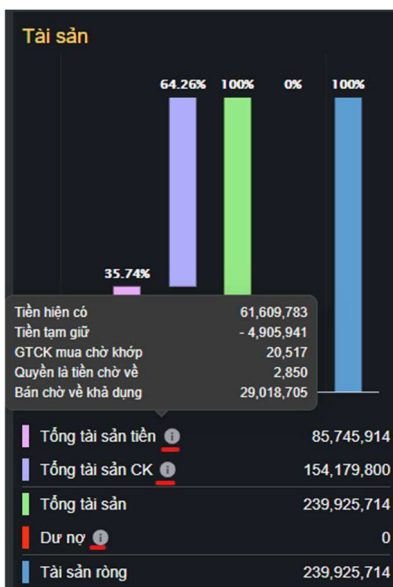 Tài sản
64.26% 100% 0% 100%
35.74%
Tiền hiện có 61,609,783
Tiền tạm giữ - 4,905,941
GTCK mua chờ khớp 20,517
Quyền là tiền chờ về 2,850
Bán chờ về khả dụng 29,018,705
Tổng tài sản tiền 85,745,914
Tổng tài sản CK 154,179,800
Tổng tài sản 239,925,714
Dư nợ 0
Tài sản ròng 239,925,714